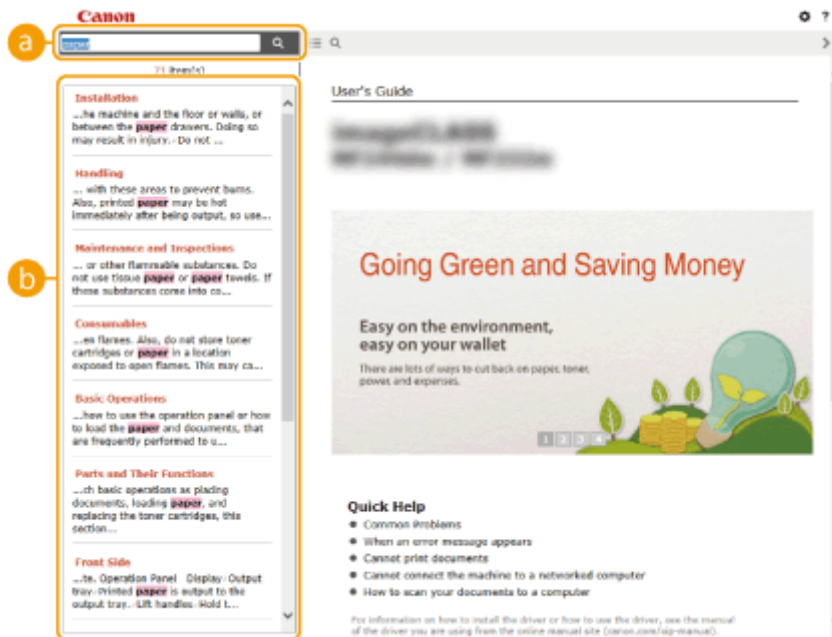 Canon
?
a
paper
71 item(s)
b
Installation
...he machine and the floor or walls, or
between the paper drawers. Doing so
may result in injury. Do not ...
Handling
... with these areas to prevent burns.
Also, printed paper may be hot
immediately after being output, so use...
Maintenance and Inspections
... or other flammable substances. Do
not use tissue paper or paper towels. If
these substances come into co...
Consumables
...en flames. Also, do not store toner
cartridges or paper in a location
exposed to open flames. This may ca...
Basic Operations
...how to use the operation panel or how
to load the paper and documents, that
are frequently performed to u...
Parts and Their Functions
...ch basic operations as placing
documents, loading paper, and
replacing the toner cartridges, this
section...
Front Side
...te. Operation Panel Display Output
tray Printed paper is output to the
output tray. Lift handles Hold t...
User's Guide
Going Green and Saving Money
Easy on the environment,
easy on your wallet
There are lots of ways to cut back on paper, toner,
power, and expenses.
1 2 3 4
Quick Help
Common Problems
When an error message appears
Cannot print documents
Cannot connect the machine to a networked computer
How to scan your documents to a computer
For information on how to install the driver or how to use the driver, see the manual
of the driver you are using from the online manual site (canon.com/oip-manual).